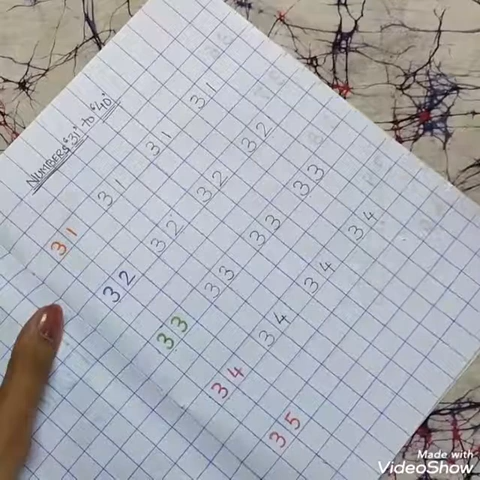 NUMBERS "31" to "40"
31 31 31 31
32 32 32 32
33 33 33 33
34 34 34 34
35
Made with
VideoShow